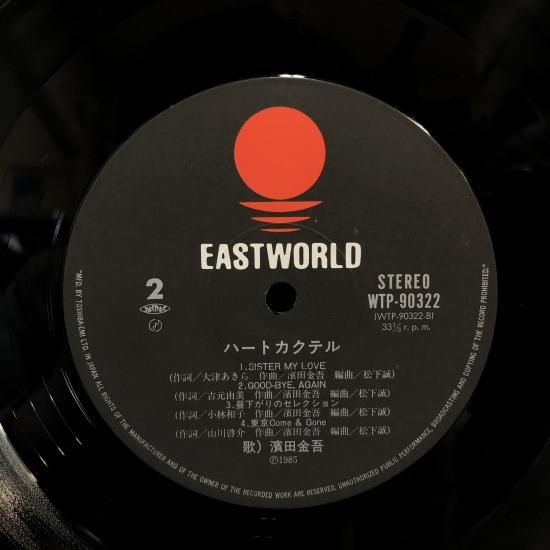 EASTWORLD
2
STEREO
WTP-90322
(WTP-90322-B)
33⅓ r. p. m.
ハートカクテル
1. SISTER MY LOVE
(作詞／大津あきら 作曲／濱田金吾 編曲／松下誠)
2. GOOD-BYE, AGAIN
(作詞／吉元由美 作曲／濱田金吾 編曲／松下誠)
3. 昼下がりのセレクション
(作詞／小林和子 作曲／濱田金吾 編曲／松下誠)
4. 東京Come & Gone
(作詞／山川啓介 作曲／濱田金吾 編曲／松下誠)
歌）濱田金吾
Ⓟ1985
"MFD. BY TOSHIBA-EMI LTD. IN JAPAN. ALL RIGHTS OF THE MANUFACTURER AND OF THE OWNER OF THE RECORDED WORK ARE RESERVED. UNAUTHORIZED PUBLIC PERFORMANCE, BROADCASTING AND COPYING OF THE RECORD PROHIBITED."